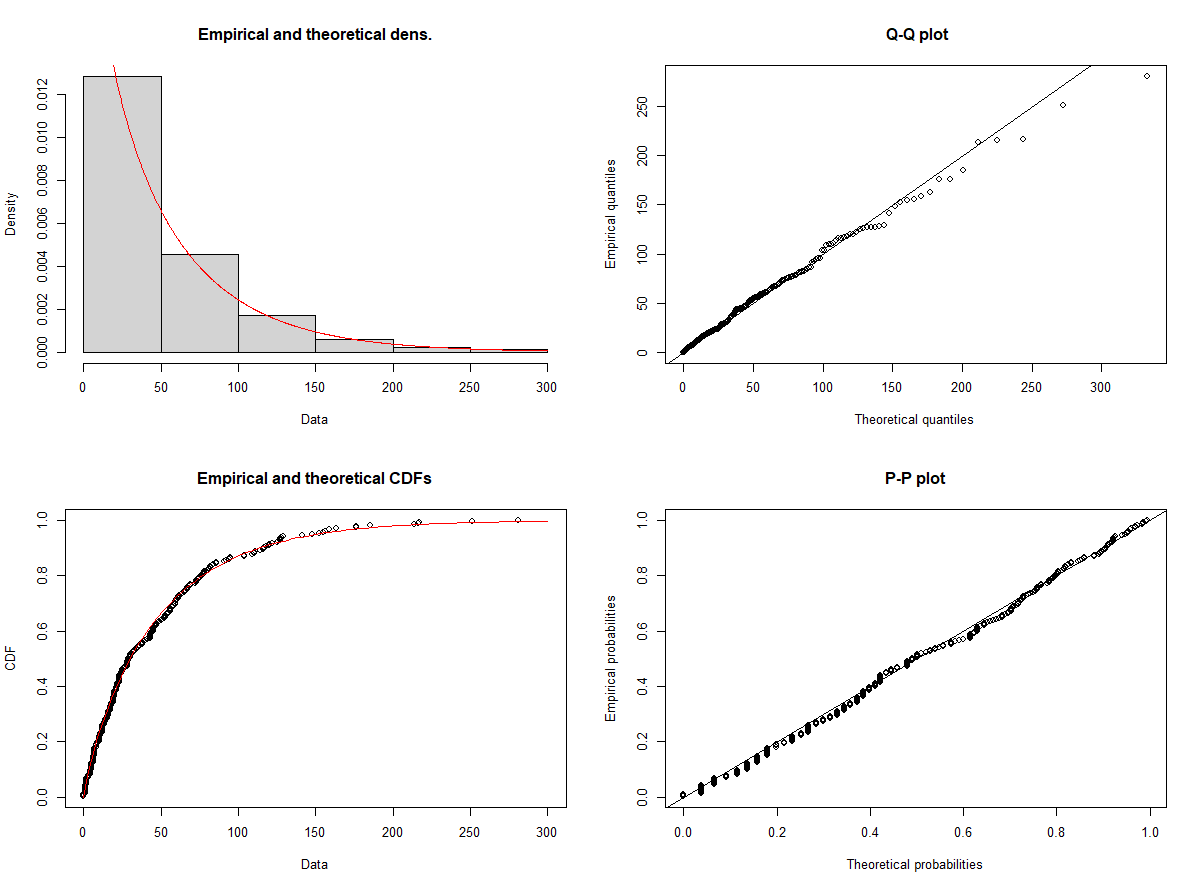 Empirical and theoretical dens.
Density
0.000 0.002 0.004 0.006 0.008 0.010 0.012
0 50 100 150 200 250 300
Data
Q-Q plot
Empirical quantiles
0 50 100 150 200 250
0 50 100 150 200 250 300
Theoretical quantiles
Empirical and theoretical CDFs
CDF
0.0 0.2 0.4 0.6 0.8 1.0
0 50 100 150 200 250 300
Data
P-P plot
Empirical probabilities
0.0 0.2 0.4 0.6 0.8 1.0
0.0 0.2 0.4 0.6 0.8 1.0
Theoretical probabilities